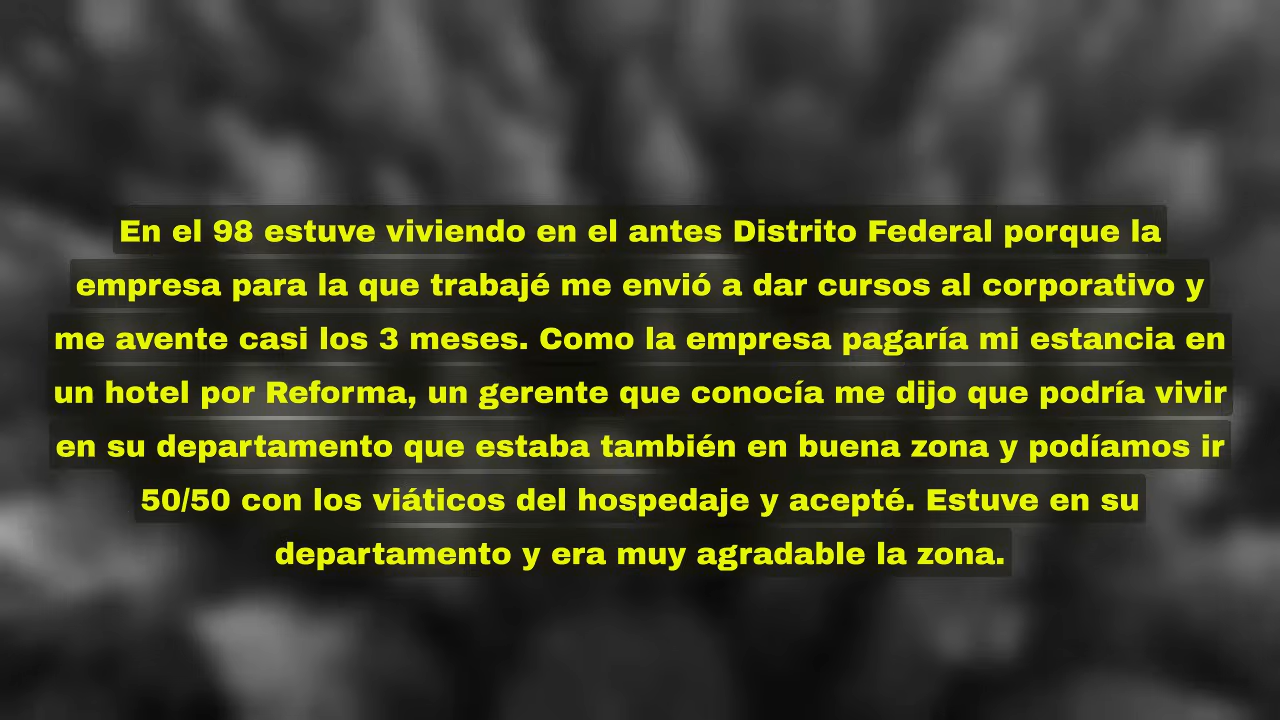 En el 98 estuve viviendo en el antes Distrito Federal porque la
empresa para la que trabajé me envió a dar cursos al corporativo y
me avente casi los 3 meses. Como la empresa pagaría mi estancia en
un hotel por Reforma, un gerente que conocía me dijo que podría vivir
en su departamento que estaba también en buena zona y podíamos ir
50/50 con los viáticos del hospedaje y acepté. Estuve en su
departamento y era muy agradable la zona.